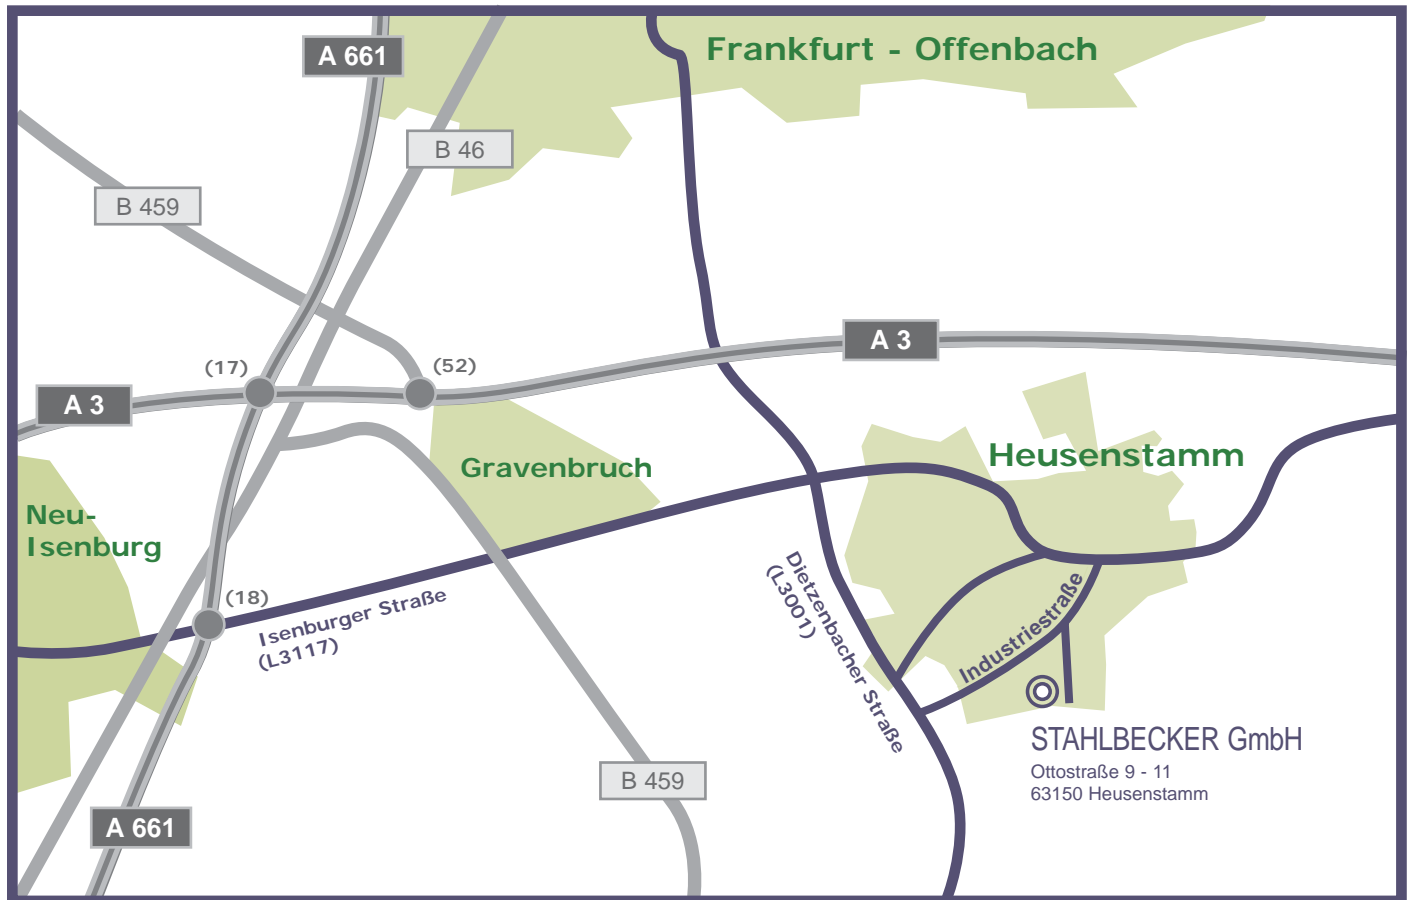 A 661
Frankfurt - Offenbach
B 46
B 459
A 3
(17)
(52)
A 3
Heusenstamm
Gravenbruch
Neu-
Isenburg
(18)
Isenburger Straße
(L3117)
Dietzenbacher Straße
(L3001)
Industriestraße
STAHLBECKER GmbH
Ottostraße 9 - 11
63150 Heusenstamm
B 459
A 661